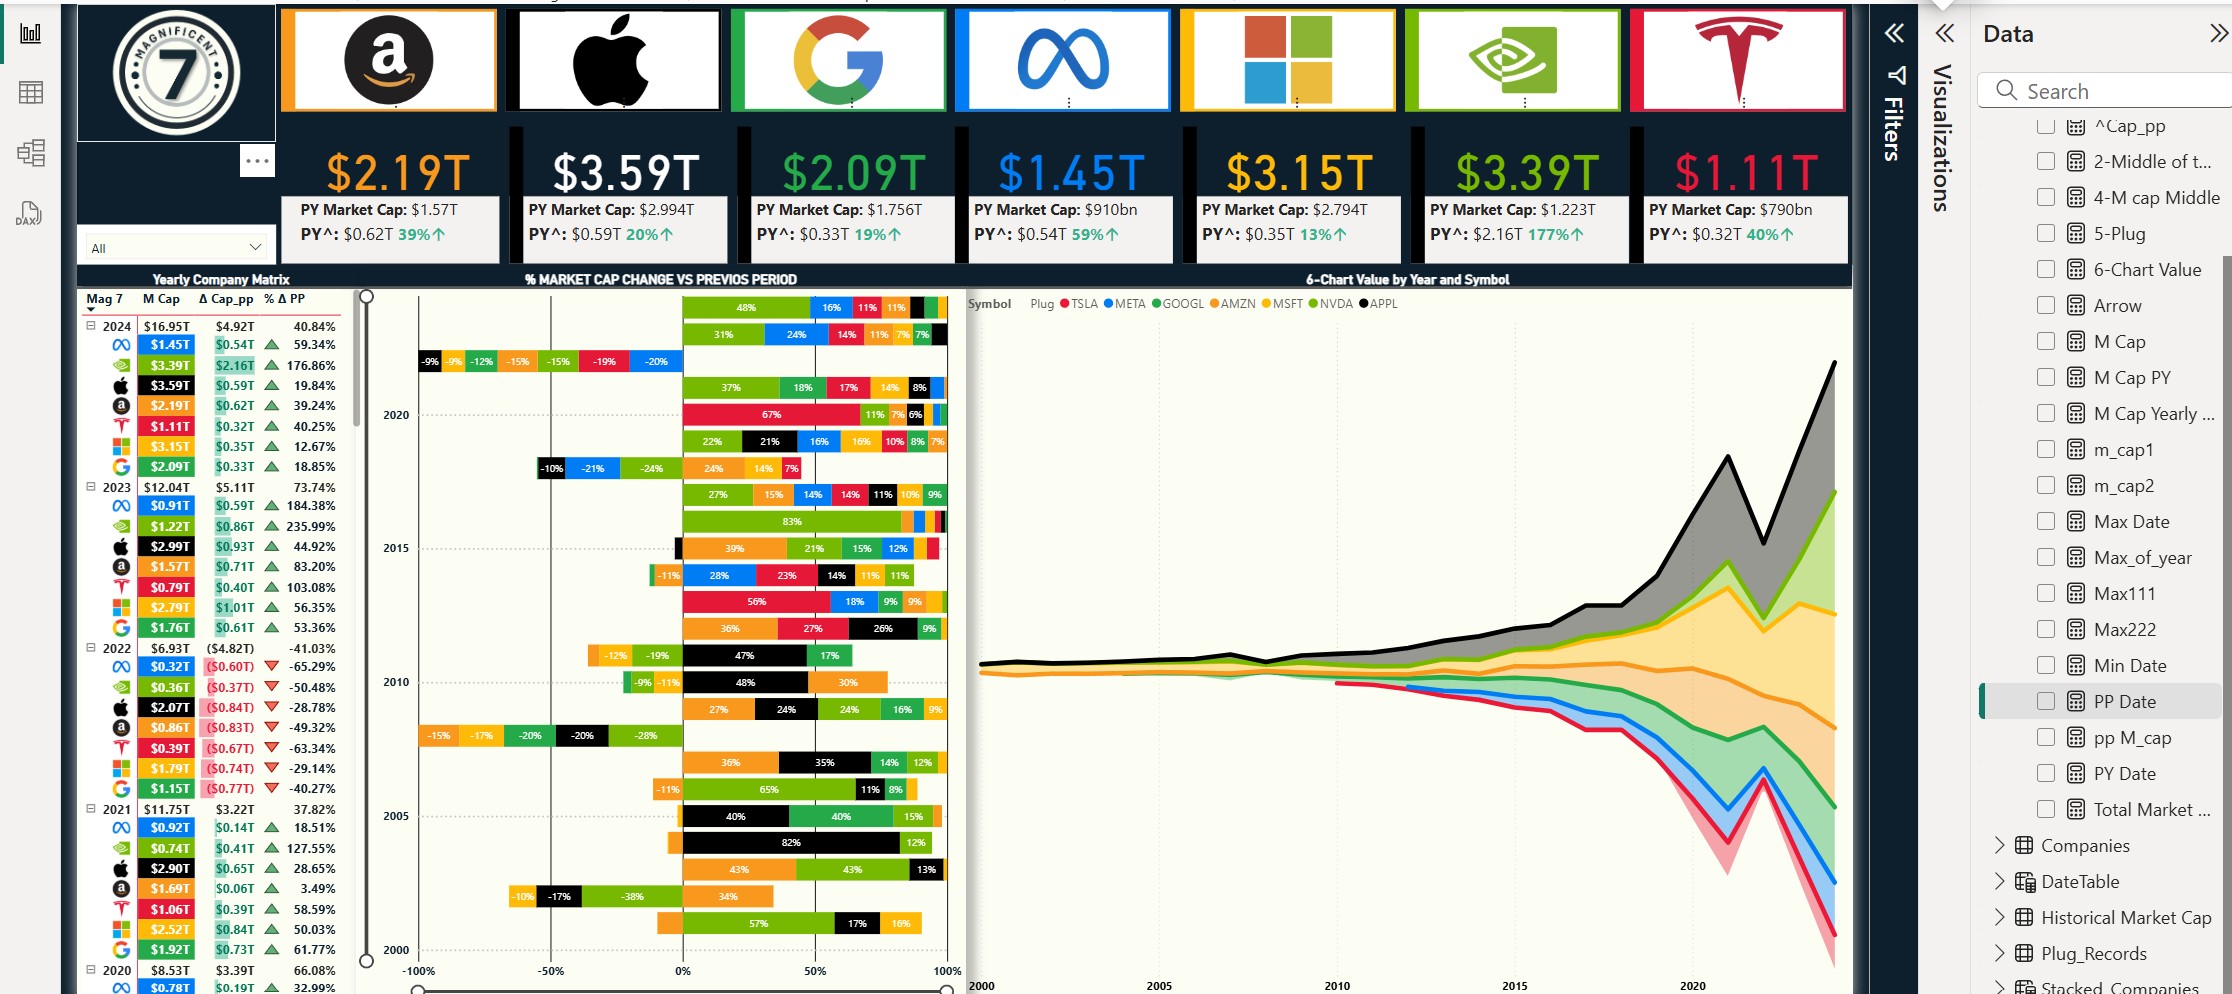 MAGNIFICENT
7
$2.19T
$3.59T
$2.09T
$1.45T
$3.15T
$3.39T
$1.11T
PY Market Cap: $1.57T
PY^: $0.62T 39%↑
PY Market Cap: $2.994T
PY^: $0.59T 20%↑
PY Market Cap: $1.756T
PY^: $0.33T 19%↑
PY Market Cap: $910bn
PY^: $0.54T 59%↑
PY Market Cap: $2.794T
PY^: $0.35T 13%↑
PY Market Cap: $1.223T
PY^: $2.16T 177%↑
PY Market Cap: $790bn
PY^: $0.32T 40%↑
All
Yearly Company Matrix
Mag 7 M Cap Δ Cap_pp % Δ PP
2024 $16.95T $4.92T 40.84%
$1.45T $0.54T 59.34%
$3.39T $2.16T 176.86%
$3.59T $0.59T 19.84%
$2.19T $0.62T 39.24%
$1.11T $0.32T 40.25%
$3.15T $0.35T 12.67%
$2.09T $0.33T 18.85%
2023 $12.04T $5.11T 73.74%
$0.91T $0.59T 184.38%
$1.22T $0.86T 235.99%
$2.99T $0.93T 44.92%
$1.57T $0.71T 83.20%
$0.79T $0.40T 103.08%
$2.79T $1.01T 56.35%
$1.76T $0.61T 53.36%
2022 $6.93T ($4.82T) -41.03%
$0.32T ($0.60T) -65.29%
$0.36T ($0.37T) -50.48%
$2.07T ($0.84T) -28.78%
$0.86T ($0.83T) -49.32%
$0.39T ($0.67T) -63.34%
$1.79T ($0.74T) -29.14%
$1.15T ($0.77T) -40.27%
2021 $11.75T $3.22T 37.82%
$0.92T $0.14T 18.51%
$0.74T $0.41T 127.55%
$2.90T $0.65T 28.65%
$1.69T $0.06T 3.49%
$1.06T $0.39T 58.59%
$2.52T $0.84T 50.03%
$1.92T $0.73T 61.77%
2020 $8.53T $3.39T 66.08%
$0.78T $0.19T 32.99%
% MARKET CAP CHANGE VS PREVIOS PERIOD
48% 16% 11% 11%
31% 24% 14% 11% 7% 7%
-9% -9% -12% -15% -15% -19% -20%
37% 18% 17% 14% 8%
2020 67% 11% 7% 6%
22% 21% 16% 16% 10% 8% 7%
-10% -21% -24% 24% 14% 7%
27% 15% 14% 14% 11% 10% 9%
83%
2015 39% 21% 15% 12%
-11% 28% 23% 14% 11% 11%
56% 18% 9% 9%
36% 27% 26% 9%
-12% -19% 47% 17%
2010 -9% -11% 48% 30%
27% 24% 24% 16% 9%
-15% -17% -20% -20% -28%
36% 35% 14% 12%
-11% 65% 11% 8%
2005 40% 40% 15%
82% 12%
43% 43% 13%
-10% -17% -38% 34%
57% 17% 16%
2000
-100% -50% 0% 50% 100%
6-Chart Value by Year and Symbol
Symbol Plug TSLA META GOOGL AMZN MSFT NVDA APPL
2000 2005 2010 2015 2020
Filters
Visualizations
Data
Search
^Cap_pp
2-Middle of t...
4-M cap Middle
5-Plug
6-Chart Value
Arrow
M Cap
M Cap PY
M Cap Yearly ...
m_cap1
m_cap2
Max Date
Max_of_year
Max111
Max222
Min Date
PP Date
pp M_cap
PY Date
Total Market ...
Companies
DateTable
Historical Market Cap
Plug_Records
Stacked_Companies
DAX